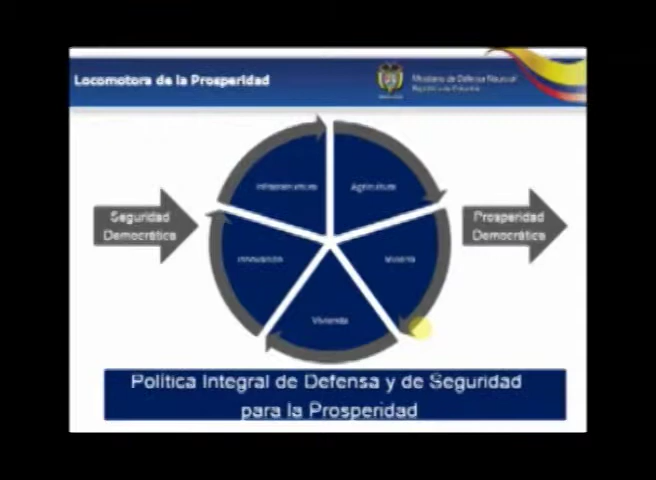 Locomotora de la Prosperidad
Ministerio de Defensa Nacional
República de Colombia
Infraestructura
Agricultura
Seguridad
Democrática
Prosperidad
Democrática
Innovación
Minería
Vivienda
Política Integral de Defensa y de Seguridad
para la Prosperidad